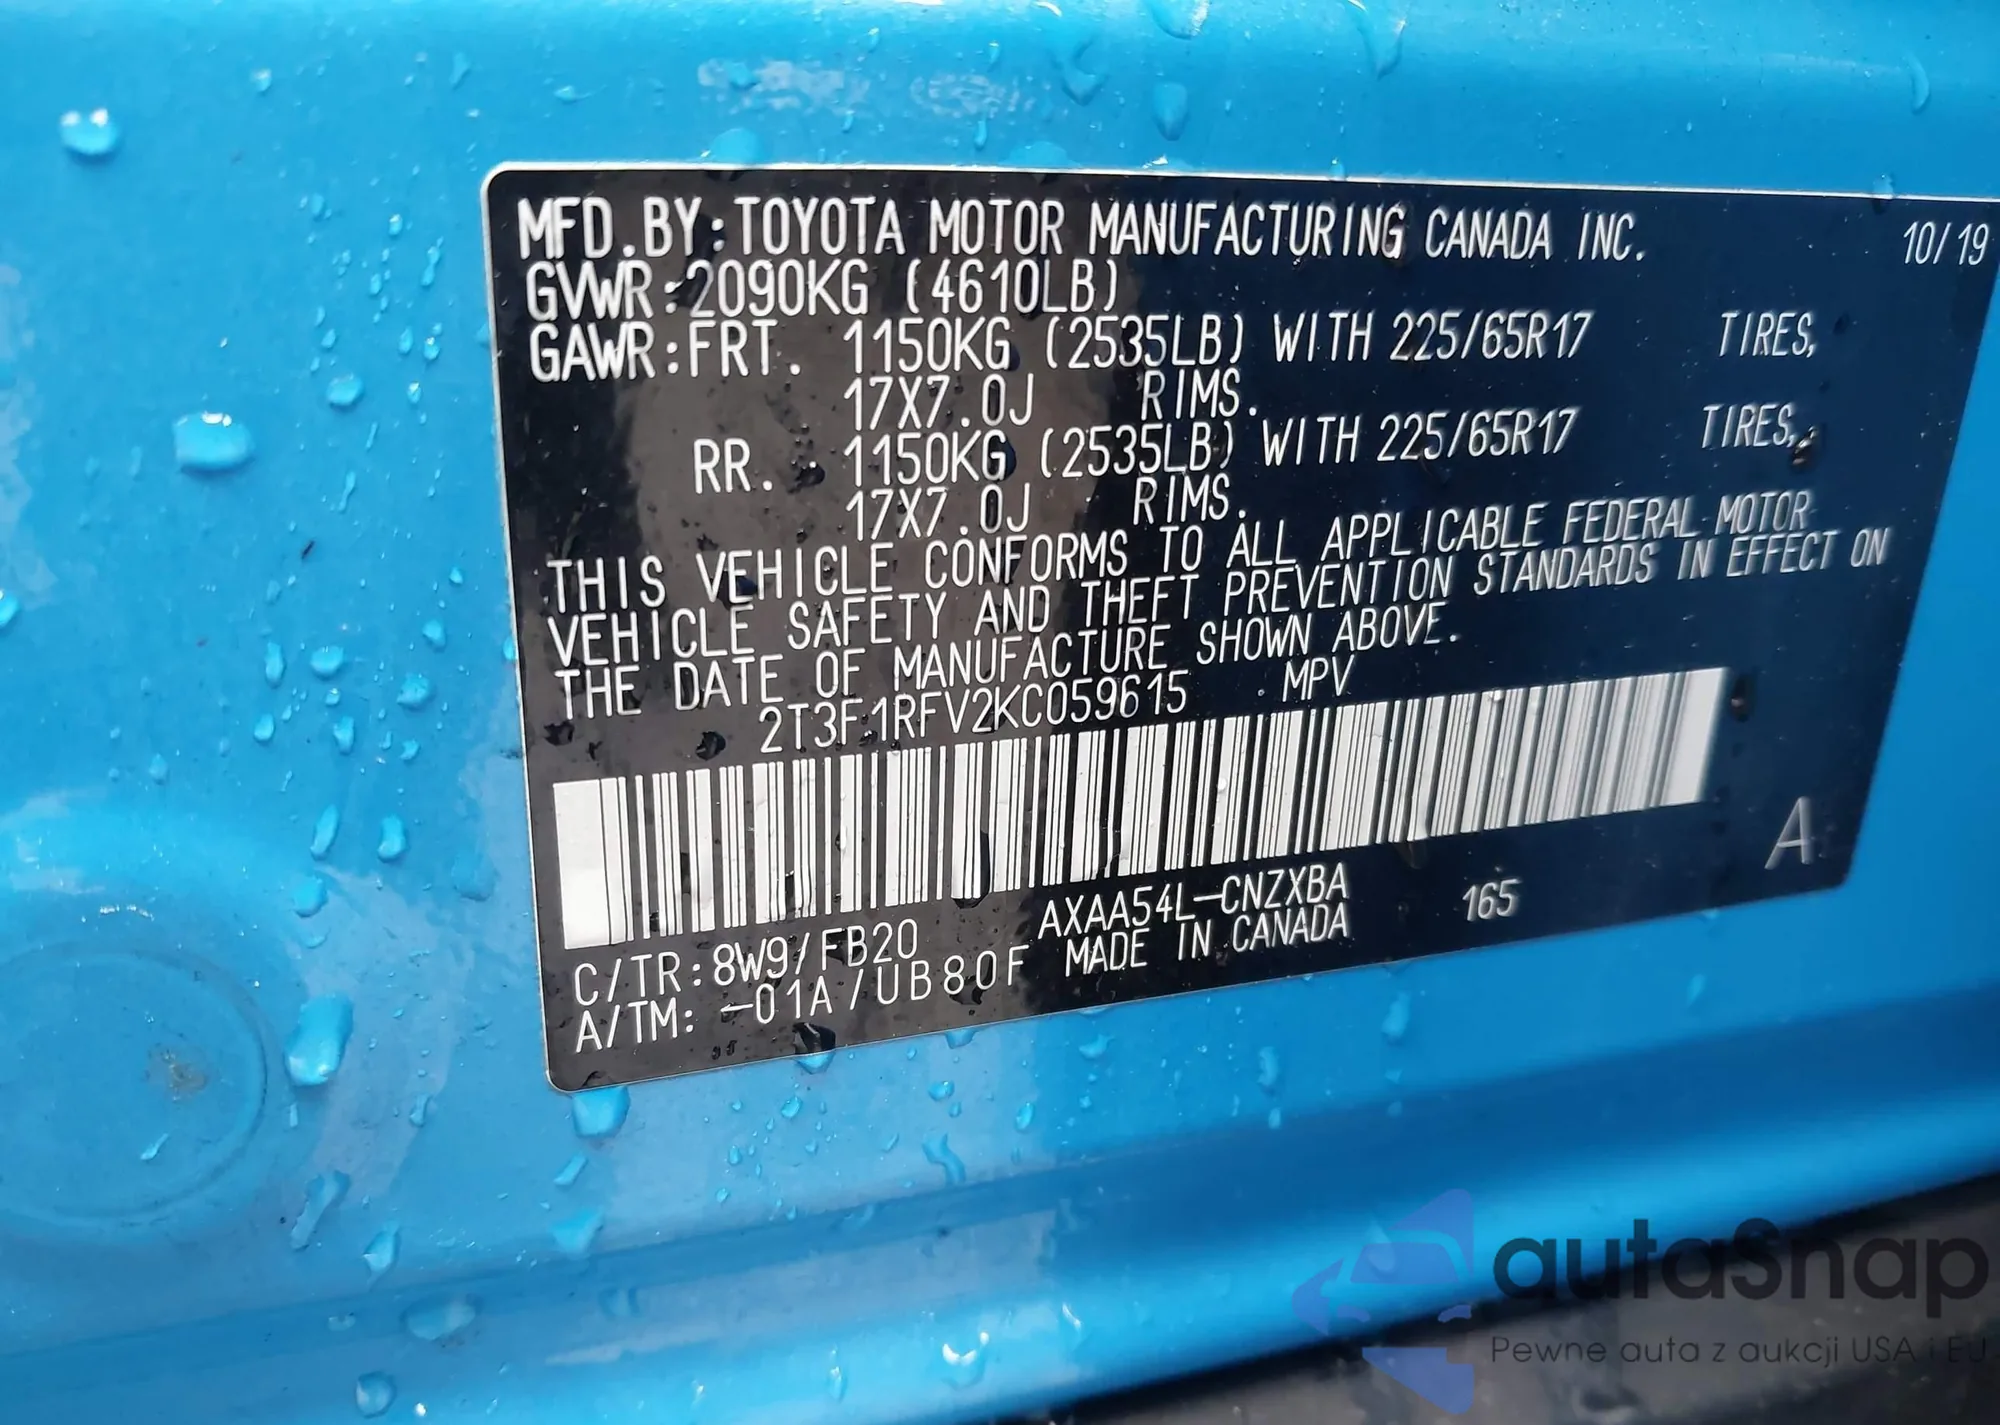 MFD.BY:TOYOTA MOTOR MANUFACTURING CANADA INC. 10/19
GVWR:2090KG (4610LB)
GAWR:FRT. 1150KG (2535LB) WITH 225/65R17 TIRES,
17X7.0J RIMS.
RR. 1150KG (2535LB) WITH 225/65R17 TIRES,
17X7.0J RIMS.
THIS VEHICLE CONFORMS TO ALL APPLICABLE FEDERAL MOTOR
VEHICLE SAFETY AND THEFT PREVENTION STANDARDS IN EFFECT ON
THE DATE OF MANUFACTURE SHOWN ABOVE.
2T3F1RFV2KC059615 MPV
A
C/TR:8W9/FB20 AXAA54L-CNZXBA 165
A/TM: -01A/UB80F MADE IN CANADA
autaSnap
Pewne auta z aukcji USA i EU